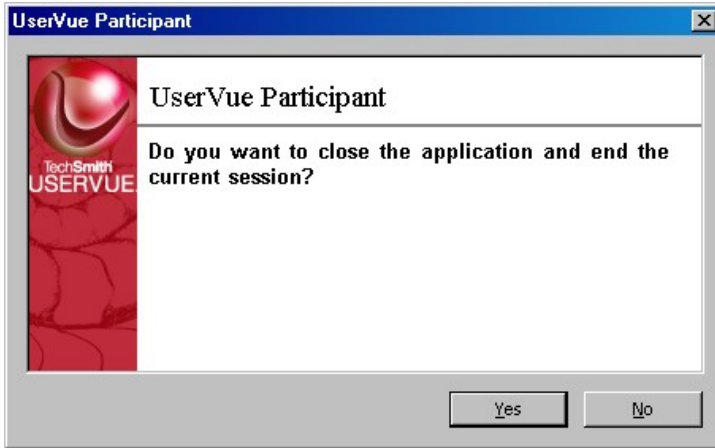 UserVue Participant
UserVue Participant
TechSmith
USERVUE
Do you want to close the application and end the
current session?
Yes
No